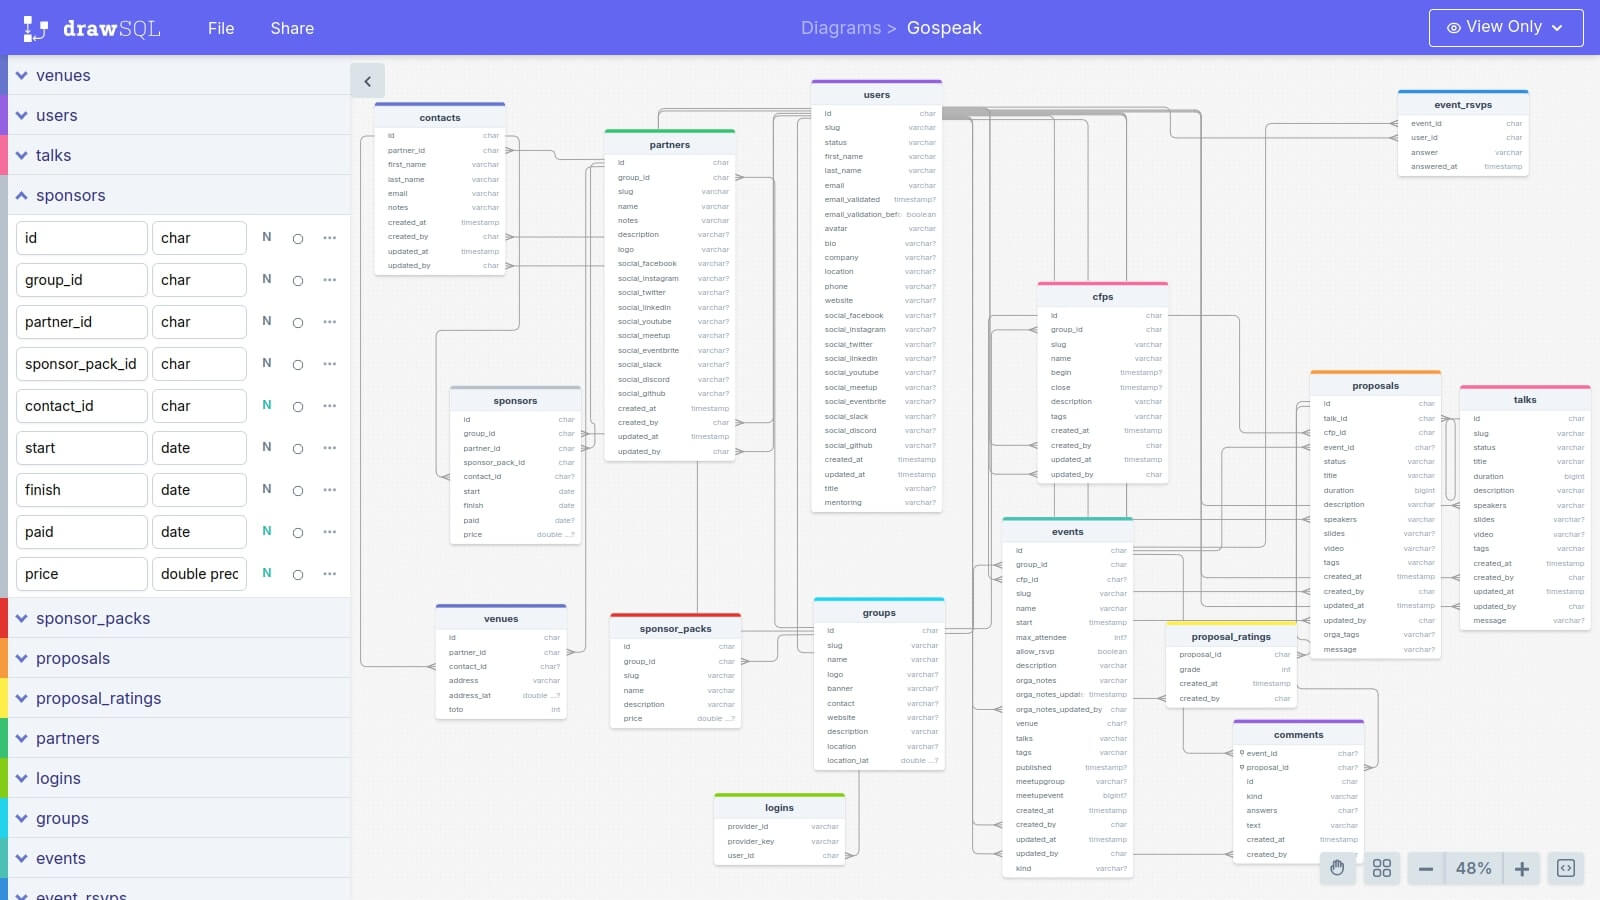 drawSQL
File
Share
Diagrams > Gospeak
View Only
venues
users
talks
sponsors
id char N
group_id char N
partner_id char N
sponsor_pack_id char N
contact_id char N
start date N
finish date N
paid date N
price double prec N
sponsor_packs
proposals
proposal_ratings
partners
logins
groups
events
event_rsvps
contacts
id char
partner_id char
first_name varchar
last_name varchar
email varchar
notes varchar
created_at timestamp
created_by char
updated_at timestamp
updated_by char
partners
id char
group_id char
slug varchar
name varchar
notes varchar
description varchar?
logo varchar
social_facebook varchar?
social_instagram varchar?
social_twitter varchar?
social_linkedin varchar?
social_youtube varchar?
social_meetup varchar?
social_eventbrite varchar?
social_slack varchar?
social_discord varchar?
social_github varchar?
created_at timestamp
created_by char
updated_at timestamp
updated_by char
users
id char
slug varchar
status varchar
first_name varchar
last_name varchar
email varchar
email_validated timestamp?
email_validation_befo boolean
avatar varchar
bio varchar?
company varchar?
location varchar?
phone varchar?
website varchar?
social_facebook varchar?
social_instagram varchar?
social_twitter varchar?
social_linkedin varchar?
social_youtube varchar?
social_meetup varchar?
social_eventbrite varchar?
social_slack varchar?
social_discord varchar?
social_github varchar?
created_at timestamp
updated_at timestamp
title varchar?
mentoring varchar?
event_rsvps
event_id char
user_id char
answer varchar
answered_at timestamp
cfps
id char
group_id char
slug varchar
name varchar
begin timestamp?
close timestamp?
description varchar
tags varchar
created_at timestamp
created_by char
updated_at timestamp
updated_by char
sponsors
id char
group_id char
partner_id char
sponsor_pack_id char
contact_id char?
start date
finish date
paid date?
price double ...?
proposals
id char
talk_id char
cfp_id char
event_id char?
status varchar
title varchar
duration bigint
description varchar
speakers varchar
slides varchar?
video varchar?
tags varchar
created_at timestamp
created_by char
updated_at timestamp
updated_by char
orga_tags varchar
message varchar?
talks
id char
slug varchar
status varchar
title varchar
duration bigint
description varchar
speakers varchar
slides varchar?
video varchar?
tags varchar
created_at timestamp
created_by char
updated_at timestamp
updated_by char
message varchar?
events
id char
group_id char
cfp_id char?
slug varchar
name varchar
start timestamp
max_attendee int?
allow_rsvp boolean
description varchar
orga_notes varchar
orga_notes_update timestamp
orga_notes_updated_by char
venue char?
talks varchar
tags varchar
published timestamp?
meetupgroup varchar?
meetupevent bigint?
created_at timestamp
created_by char
updated_at timestamp
updated_by char
kind varchar?
venues
id char
partner_id char
contact_id char?
address varchar
address_lat double ...?
toto int
sponsor_packs
id char
group_id char
slug varchar
name varchar
description varchar
price double ...?
groups
id char
slug varchar
name varchar
logo varchar?
banner varchar?
contact varchar?
website varchar?
description varchar
location varchar?
location_lat double ...?
proposal_ratings
proposal_id char
grade int
created_at timestamp
created_by char
comments
event_id char?
proposal_id char?
id char
kind varchar
answers char?
text varchar
created_at timestamp
created_by
logins
provider_id varchar
provider_key varchar
user_id char
48%